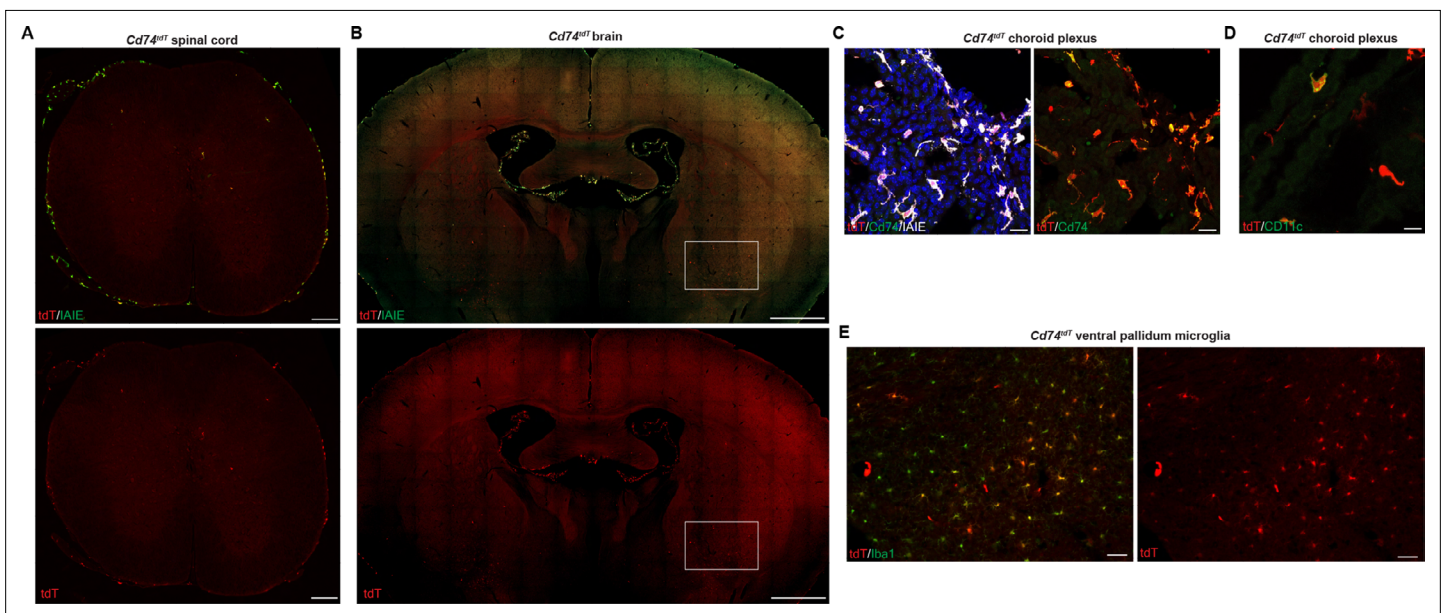 A
Cd74tdT spinal cord
tdT/IAIE
tdT
B
Cd74tdT brain
tdT/IAIE
tdT
C
Cd74tdT choroid plexus
tdT/Cd74/IAIE
tdT/Cd74
D
Cd74tdT choroid plexus
tdT/CD11c
E
Cd74tdT ventral pallidum microglia
tdT/Iba1
tdT